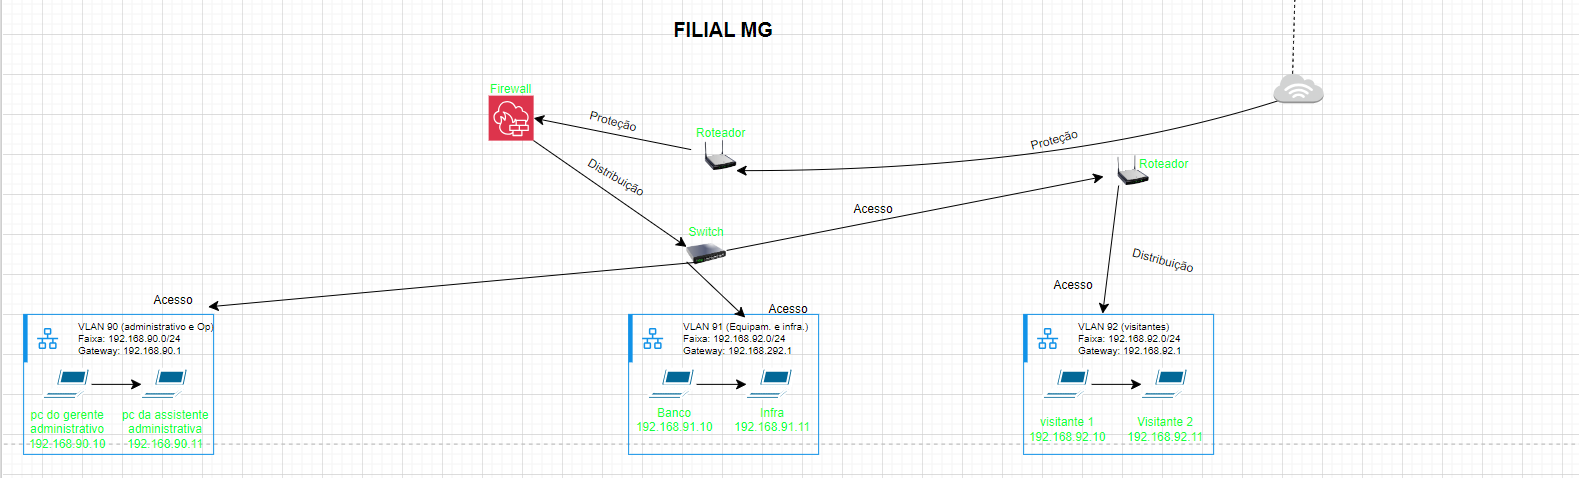 FILIAL MG
Firewall
Proteção
Roteador
Proteção
Roteador
Distribuição
Acesso
Switch
Distribuição
Acesso
Acesso
Acesso
VLAN 90 (administrativo e Op)
Faixa: 192.168.90.0/24
Gateway: 192.168.90.1
pc do gerente
administrativo
192.168.90.10
pc da assistente
administrativa
192.168.90.11
VLAN 91 (Equipam. e infra.)
Faixa: 192.168.92.0/24
Gateway: 192.168.292.1
Banco
192.168.91.10
Infra
192.168.91.11
VLAN 92 (visitantes)
Faixa: 192.168.92.0/24
Gateway: 192.168.92.1
visitante 1
192.168.92.10
Visitante 2
192.168.92.11